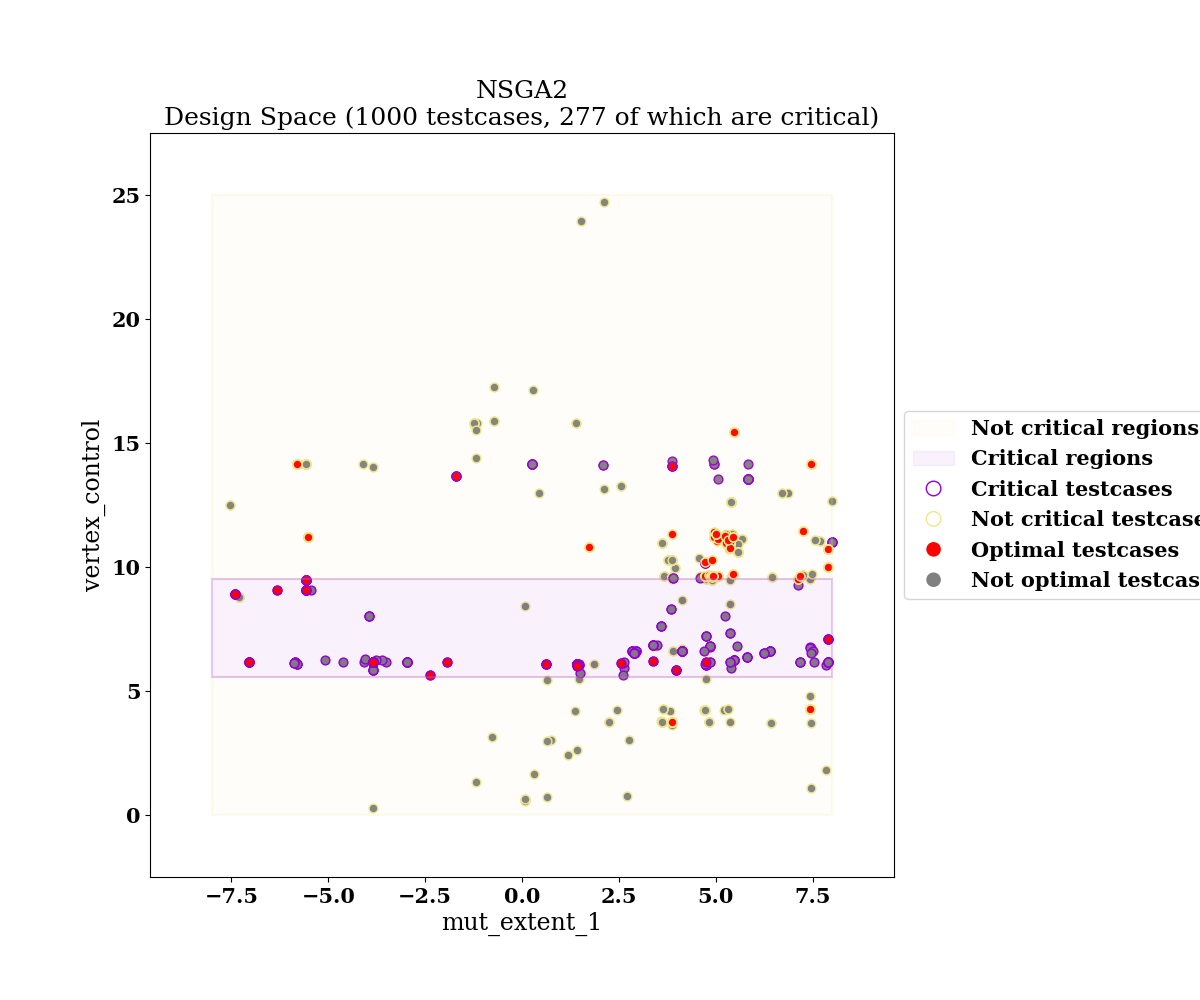 NSGA2
Design Space (1000 testcases, 277 of which are critical)
vertex_control
25
20
15
10
5
0
−7.5 −5.0 −2.5 0.0 2.5 5.0 7.5
mut_extent_1
Not critical regions
Critical regions
Critical testcases
Not critical testcase
Optimal testcases
Not optimal testcas